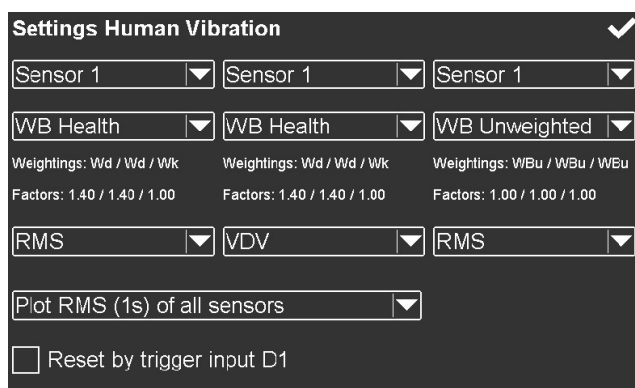 Settings Human Vibration
Sensor 1 Sensor 1 Sensor 1
WB Health WB Health WB Unweighted
Weightings: Wd / Wd / Wk Weightings: Wd / Wd / Wk Weightings: WBu / WBu / WBu
Factors: 1.40 / 1.40 / 1.00 Factors: 1.40 / 1.40 / 1.00 Factors: 1.00 / 1.00 / 1.00
RMS VDV RMS
Plot RMS (1s) of all sensors
Reset by trigger input D1